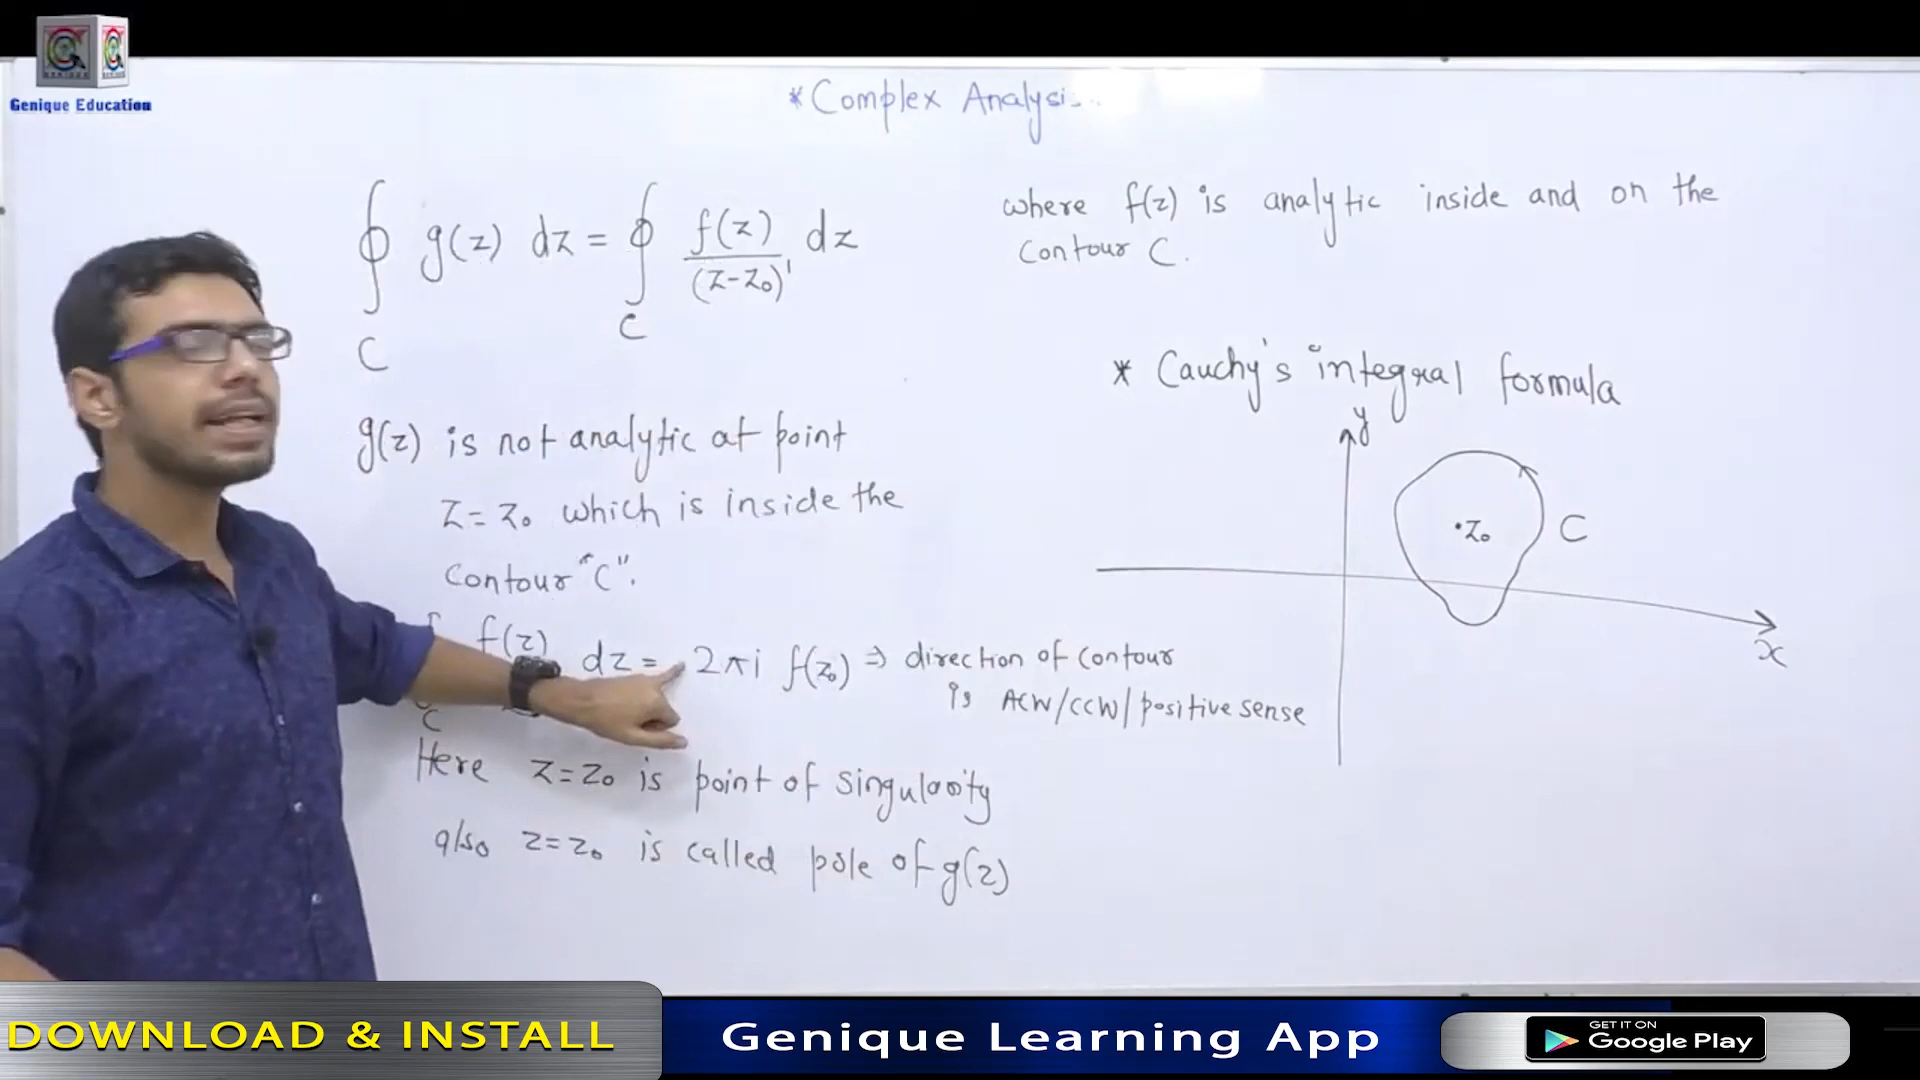 Genique Education
*Complex Analysis..
∮ g(z) dz = ∮ f(z)/(z-z₀)¹ dz
C C
where f(z) is analytic inside and on the
Contour C.
g(z) is not analytic at point
z = z₀ which is inside the
Contour "C".
* Cauchy's integral formula
y
.z₀ C
x
f(z) dz = 2πi f(z₀) ⇒ direction of contour
C
is ACW/CCW/positive sense
Here z=z₀ is point of singularity
also z=z₀ is called pole of g(z)
DOWNLOAD & INSTALL
Genique Learning App
GET IT ON
Google Play